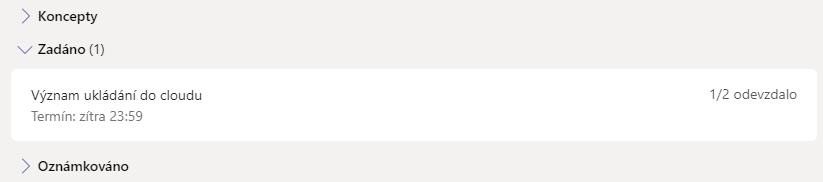 Koncepty
Zadáno (1)
Význam ukládání do cloudu
1/2 odevzdalo
Termín: zítra 23:59
Oznámkováno